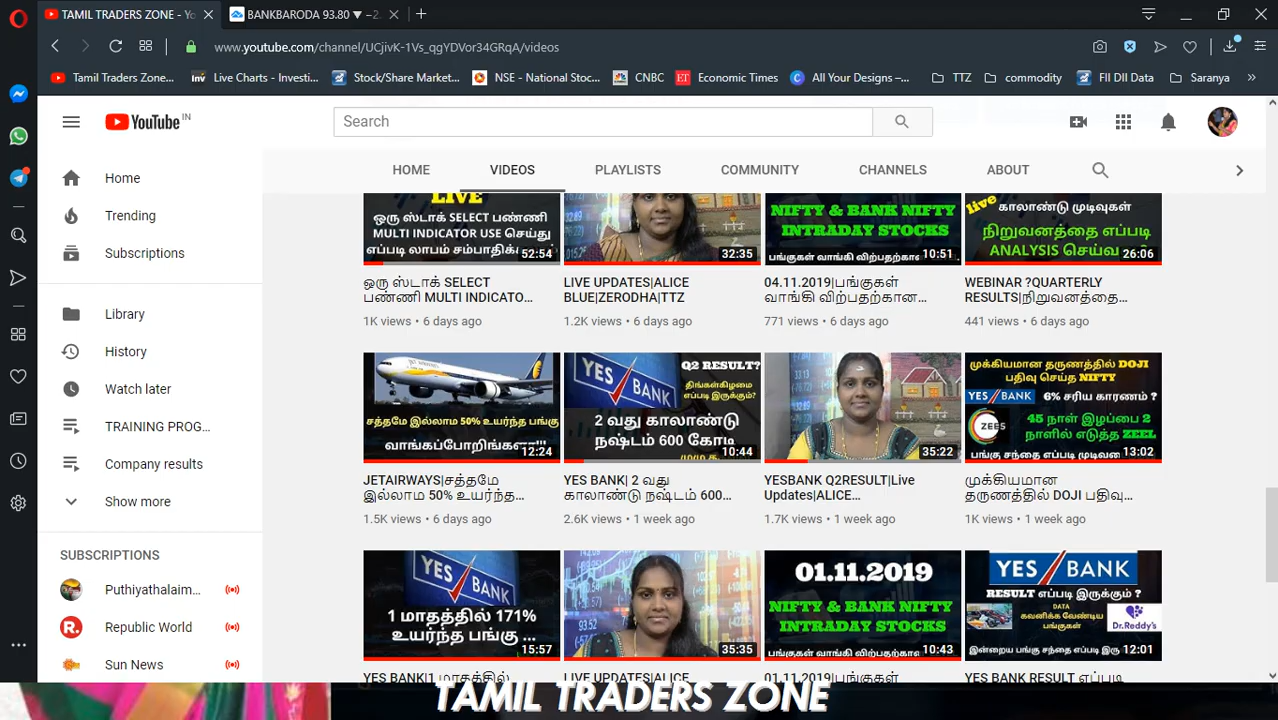 TAMIL TRADERS ZONE - Yo
BANKBARODA 93.80 ▼ −2.
www.youtube.com/channel/UCjivK-1Vs_qgYDVor34GRqA/videos
Tamil Traders Zone...
Live Charts - Investi...
Stock/Share Market...
NSE - National Stoc...
CNBC
Economic Times
All Your Designs –...
TTZ
commodity
FII DII Data
Saranya
YouTube IN
Search
HOME VIDEOS PLAYLISTS COMMUNITY CHANNELS ABOUT
Home
Trending
Subscriptions
Library
History
Watch later
TRAINING PROG...
Company results
Show more
SUBSCRIPTIONS
Puthiyathalaim...
Republic World
Sun News
LIVE
ஒரு ஸ்டாக் SELECT பண்ணி
MULTI INDICATOR USE செய்து
எப்படி லாபம் சம்பாதிக்க
52:54
ஒரு ஸ்டாக் SELECT
பண்ணி MULTI INDICATO...
1K views • 6 days ago
32:35
LIVE UPDATES|ALICE
BLUE|ZERODHA|TTZ
1.2K views • 6 days ago
NIFTY & BANK NIFTY
INTRADAY STOCKS
பங்குகள் வாங்கி விற்பதற்கான
10:51
04.11.2019|பங்குகள்
வாங்கி விற்பதற்கான...
771 views • 6 days ago
live
காலாண்டு முடிவுகள்
நிறுவனத்தை எப்படி
ANALYSIS செய்வ
26:06
WEBINAR ?QUARTERLY
RESULTS|நிறுவனத்தை...
441 views • 6 days ago
சத்தமே இல்லாம 50% உயர்ந்த பங்கு
வாங்கப்போறிங்களா
12:24
JETAIRWAYS|சத்தமே
இல்லாம 50% உயர்ந்த...
1.5K views • 6 days ago
YES BANK
Q2 RESULT?
திங்கள்கிழமை
எப்படி இருக்கும்?
2 வது காலாண்டு
நஷ்டம் 600 கோடி
10:44
YES BANK| 2 வது
காலாண்டு நஷ்டம் 600...
2.6K views • 1 week ago
35:22
YESBANK Q2RESULT|Live
Updates|ALICE...
1.7K views • 1 week ago
முக்கியமான தருணத்தில் DOJI
பதிவு செய்த NIFTY
YES BANK 6% சரிய காரணம் ?
ZEE5
45 நாள் இழப்பை 2
நாளில் எடுத்த ZEEL
பங்கு சந்தை எப்படி முடிவடை
13:02
முக்கியமான
தருணத்தில் DOJI பதிவு...
1K views • 1 week ago
YES BANK
1 மாதத்தில் 171%
உயர்ந்த பங்கு ...
15:57
YES BANK|1 மாதத்தில்
35:35
LIVE UPDATES|ALICE
01.11.2019
NIFTY & BANK NIFTY
INTRADAY STOCKS
பங்குகள் வாங்கி விற்பதற்கான
10:43
01.11.2019|பங்குகள்
YES BANK
RESULT எப்படி இருக்கும் ?
DATA
கவனிக்க வேண்டிய
பங்குகள்
Dr.Reddy's
இன்றைய பங்கு சந்தை எப்படி இரு
12:01
YES BANK RESULT எப்படி
TAMIL TRADERS ZONE